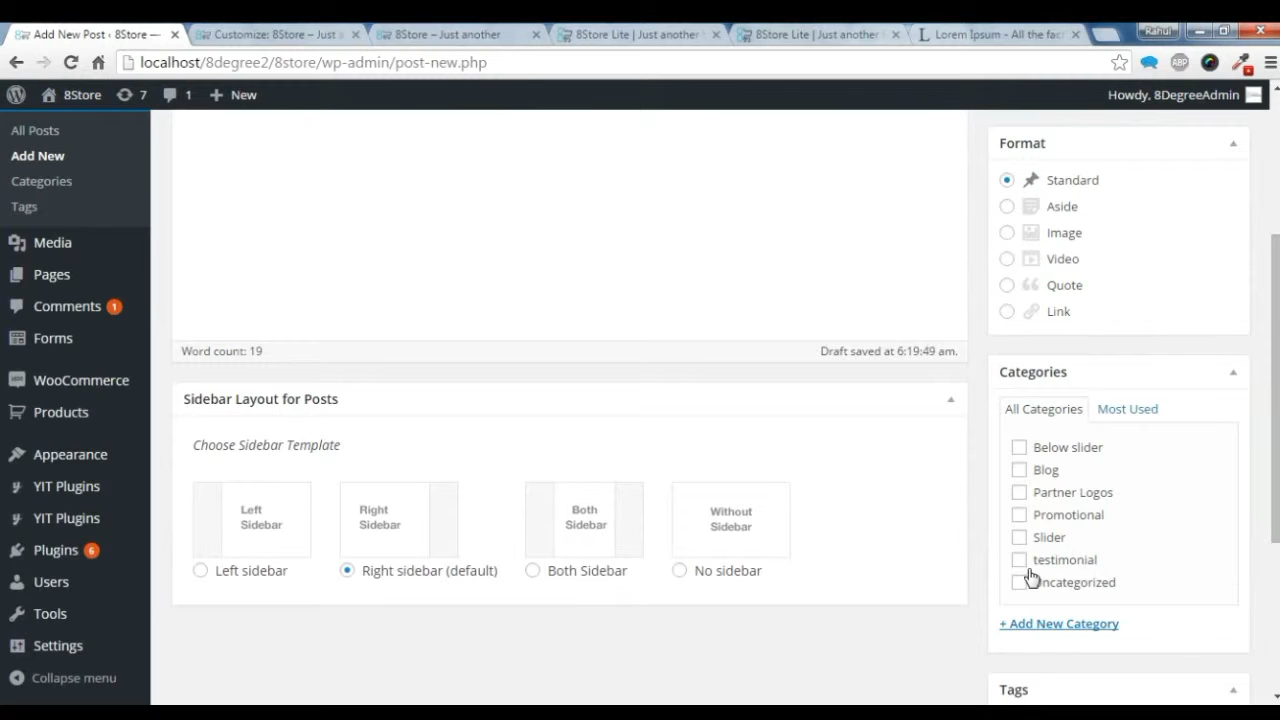 Add New Post ‹ 8Store —
Customize: 8Store – Just a
8Store – Just another
8Store Lite | Just another
8Store Lite | Just another
Lorem Ipsum - All the fac
Rahul
localhost/8degree2/8store/wp-admin/post-new.php
ABP
8Store
7
1
New
Howdy, 8DegreeAdmin
All Posts
Add New
Categories
Tags
Media
Pages
Comments 1
Forms
WooCommerce
Products
Appearance
YIT Plugins
YIT Plugins
Plugins 6
Users
Tools
Settings
Collapse menu
Word count: 19
Draft saved at 6:19:49 am.
Sidebar Layout for Posts
Choose Sidebar Template
Left
Sidebar
Right
Sidebar
Both
Sidebar
Without
Sidebar
Left sidebar
Right sidebar (default)
Both Sidebar
No sidebar
Format
Standard
Aside
Image
Video
Quote
Link
Categories
All Categories
Most Used
Below slider
Blog
Partner Logos
Promotional
Slider
testimonial
Uncategorized
+ Add New Category
Tags